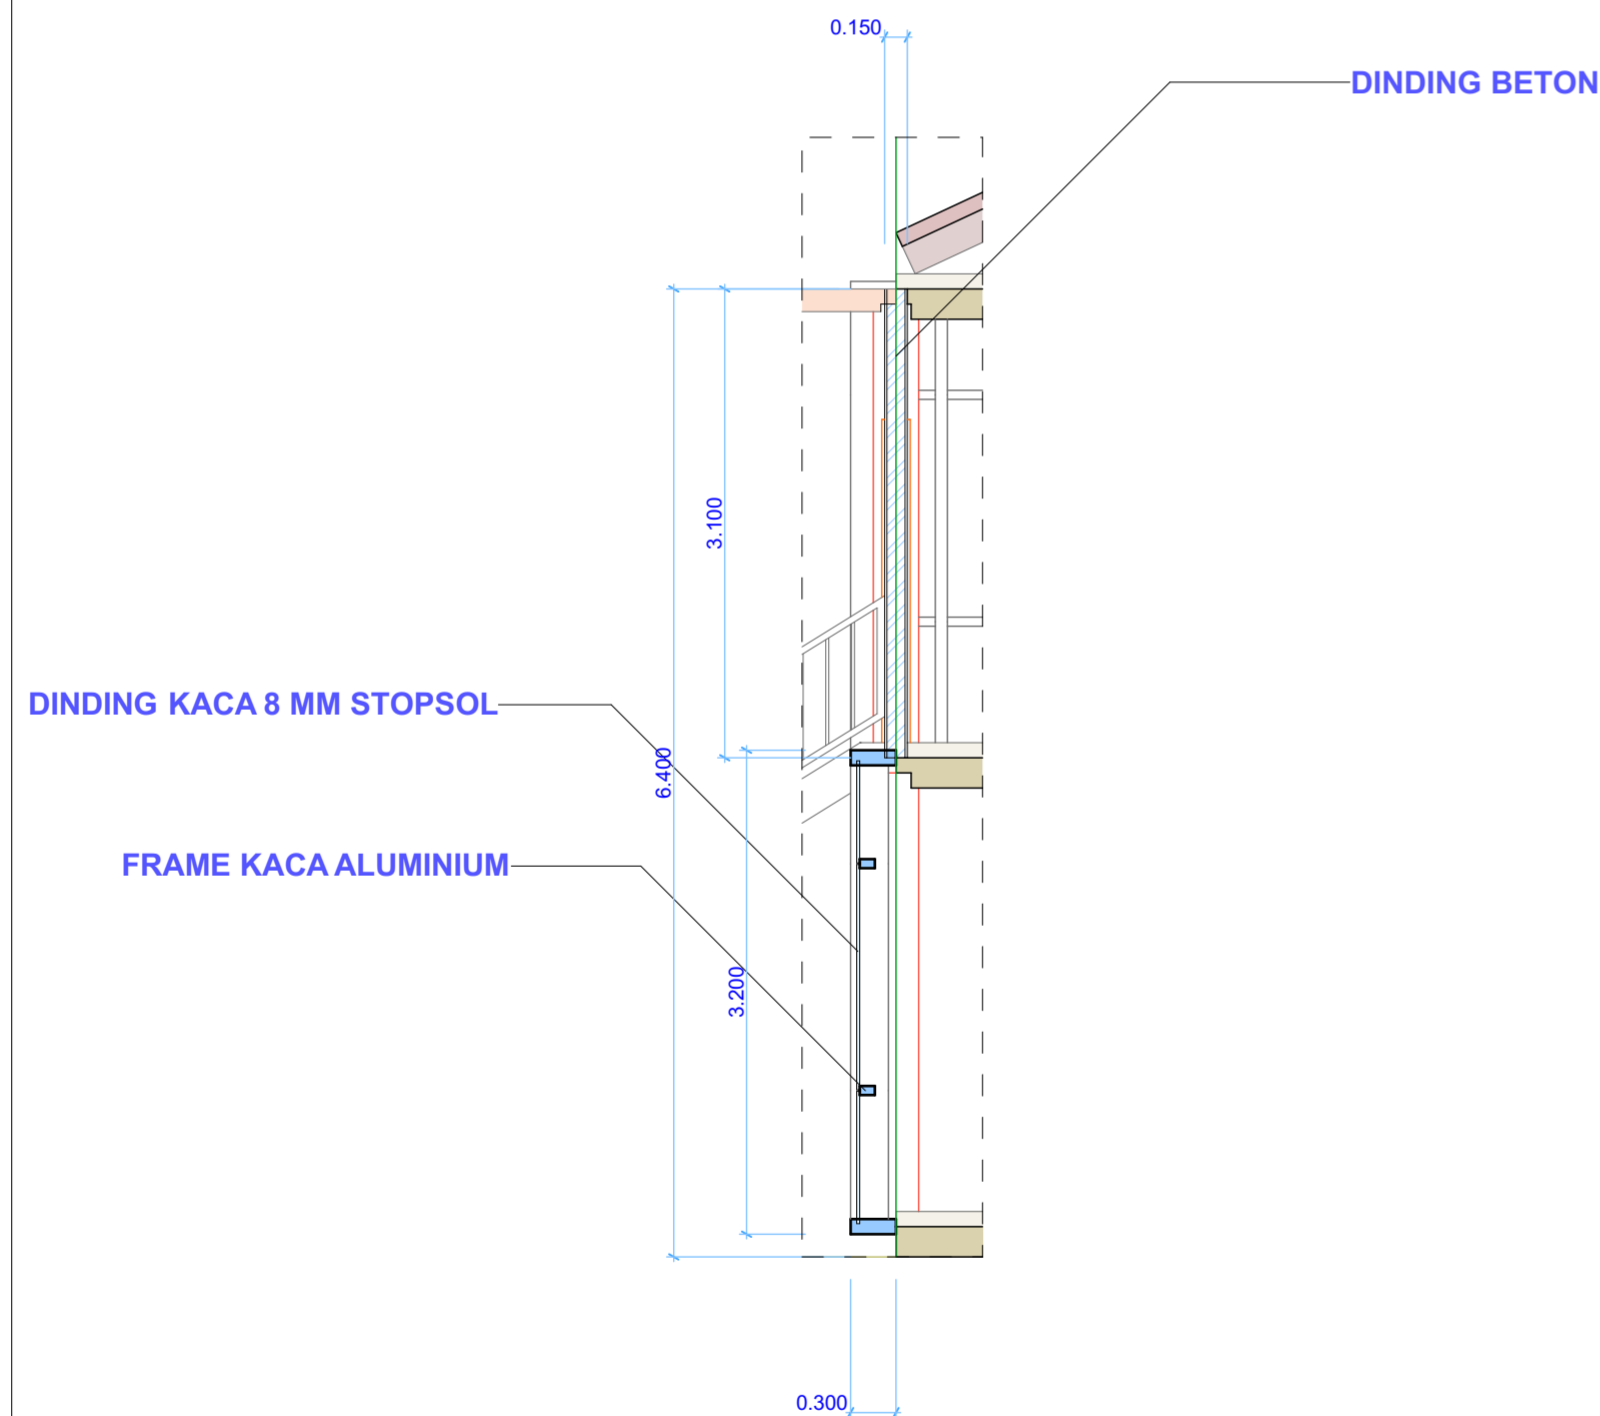 0.150
DINDING BETON
3.100
DINDING KACA 8 MM STOPSOL
6.400
FRAME KACA ALUMINIUM
3.200
0.300